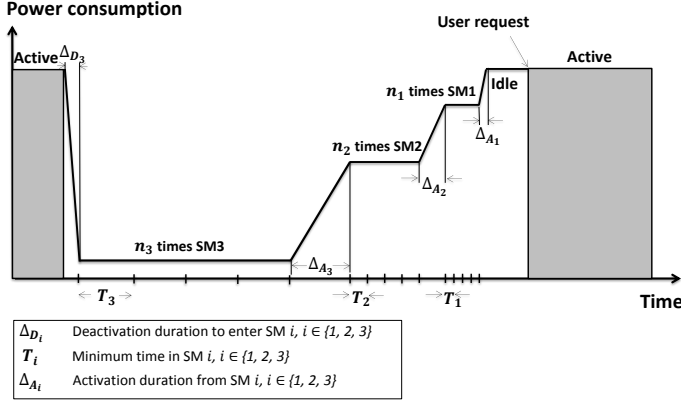 Power consumption
User request
Active Δ_{D_3}
Active
Idle
n_1 times SM1
Δ_{A_1}
n_2 times SM2
Δ_{A_2}
n_3 times SM3
Δ_{A_3}
T_3
T_2
T_1
Time
Δ_{D_i} Deactivation duration to enter SM i, i ∈ {1, 2, 3}
T_i Minimum time in SM i, i ∈ {1, 2, 3}
Δ_{A_i} Activation duration from SM i, i ∈ {1, 2, 3}